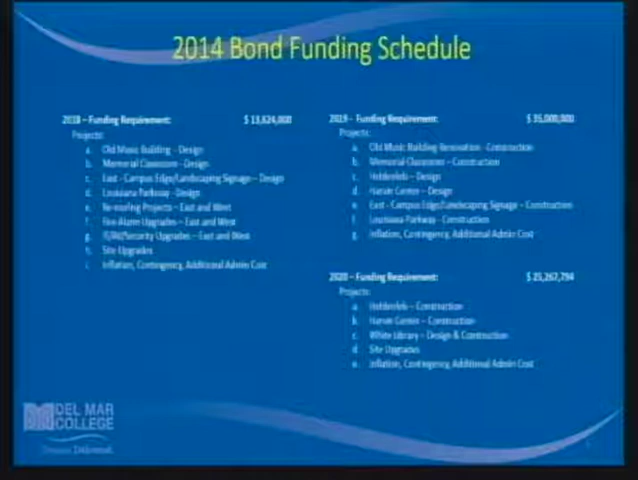 2014 Bond Funding Schedule
2018 – Funding Requirement: $ 13,624,000
Projects:
a. Old Music Building - Design
b. Memorial Classroom - Design
c. East - Campus Edge/Landscaping Signage – Design
d. Louisiana Parkway - Design
e. Re-roofing Projects – East and West
f. Fire Alarm Upgrades – East and West
g. Security Upgrades – East and West
h. Site Upgrades
i. Inflation, Contingency, Additional Admin Cost
2019 - Funding Requirement: $ 35,000,000
Projects:
a. Old Music Building Renovation - Construction
b. Memorial Classroom – Construction
c. Heldenfels – Design
d. Harvin Center – Design
e. East - Campus Edge/Landscaping Signage – Construction
f. Louisiana Parkway - Construction
g. Inflation, Contingency, Additional Admin Cost
2020 – Funding Requirement: $ 25,267,794
Projects:
a. Heldenfels – Construction
b. Harvin Center – Construction
c. White Library – Design & Construction
d. Site Upgrades
e. Inflation, Contingency, Additional Admin Cost
DEL MAR
COLLEGE